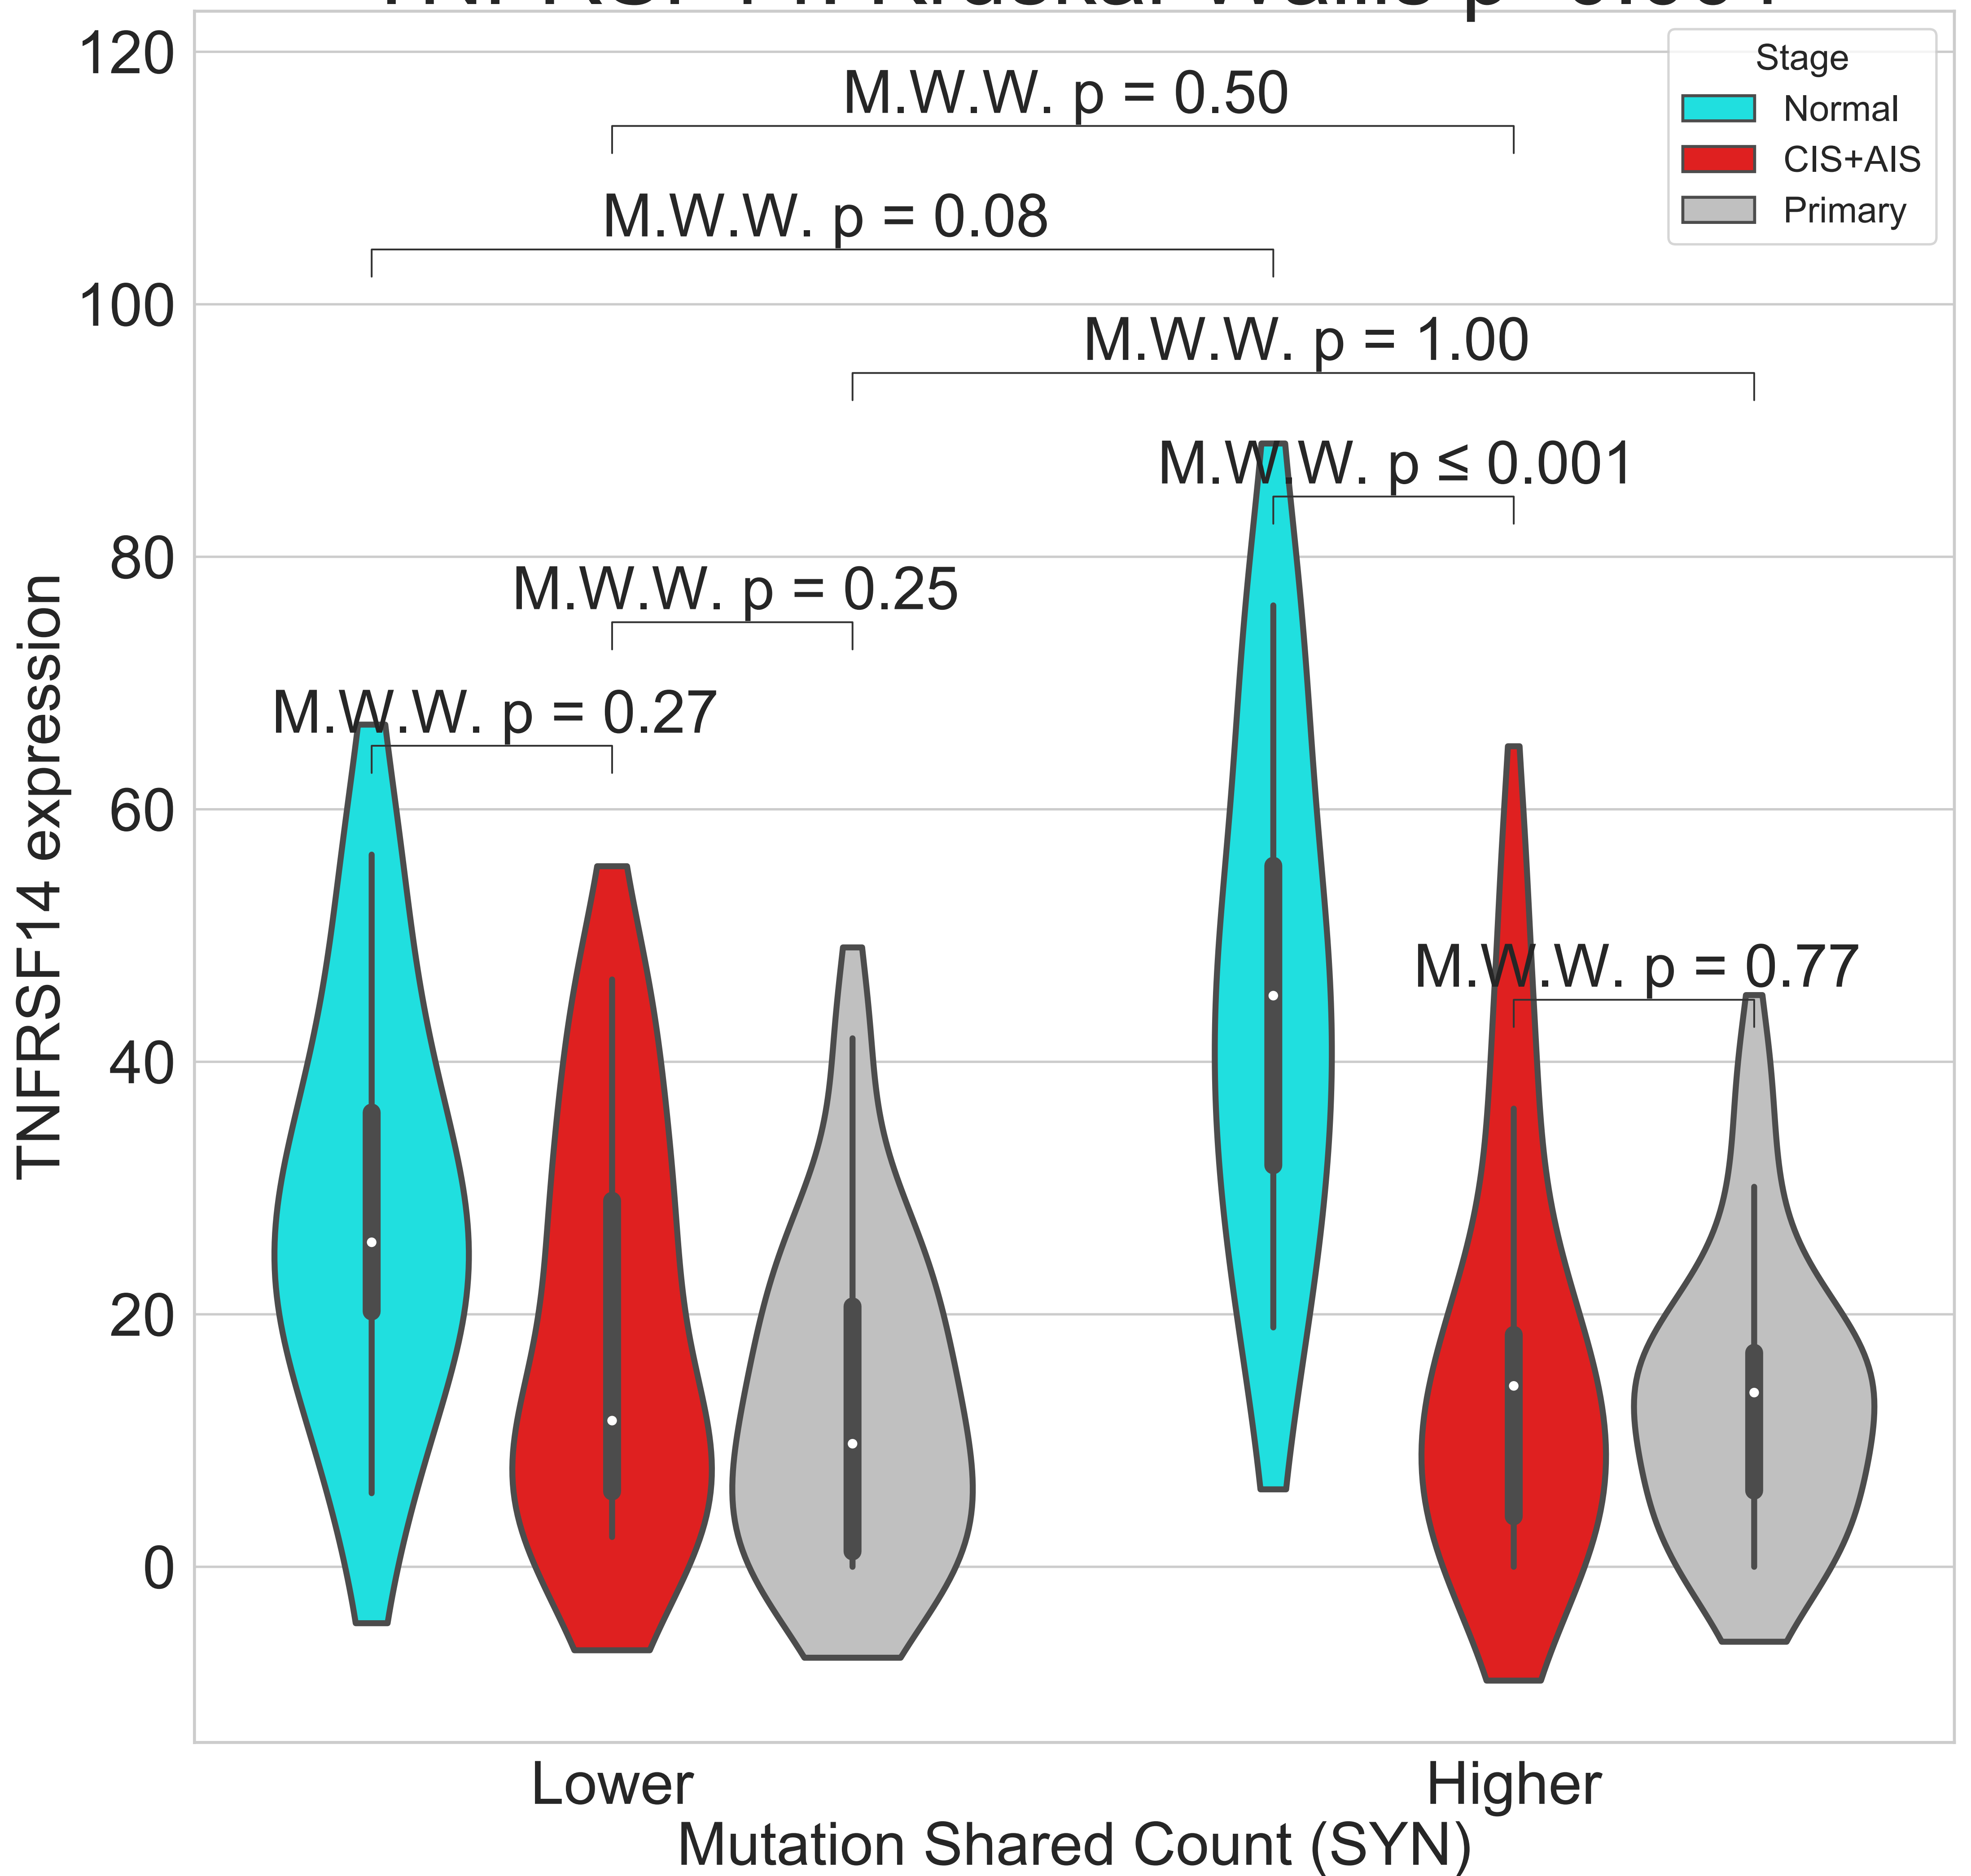 120
100
80
60
40
20
0
TNFRSF14 expression
M.W.W. p = 0.50
M.W.W. p = 0.08
M.W.W. p = 1.00
M.W.W. p ≤ 0.001
M.W.W. p = 0.25
M.W.W. p = 0.27
M.W.W. p = 0.77
Stage
Normal
CIS+AIS
Primary
Lower
Higher
Mutation Shared Count (SYN)